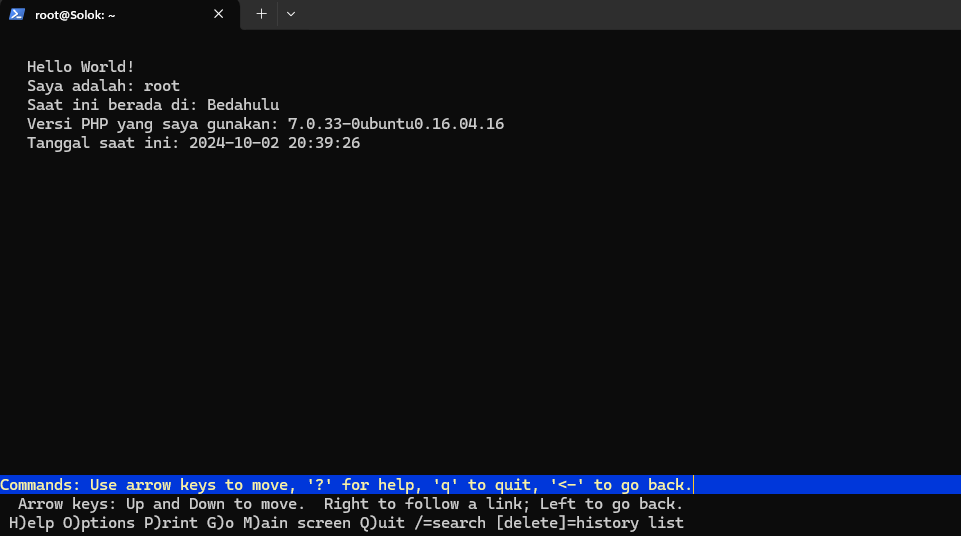 root@Solok: ~
Hello World!
Saya adalah: root
Saat ini berada di: Bedahulu
Versi PHP yang saya gunakan: 7.0.33-0ubuntu0.16.04.16
Tanggal saat ini: 2024-10-02 20:39:26
Commands: Use arrow keys to move, '?' for help, 'q' to quit, '<-' to go back.
Arrow keys: Up and Down to move.  Right to follow a link; Left to go back.
H)elp O)ptions P)rint G)o M)ain screen Q)uit /=search [delete]=history list